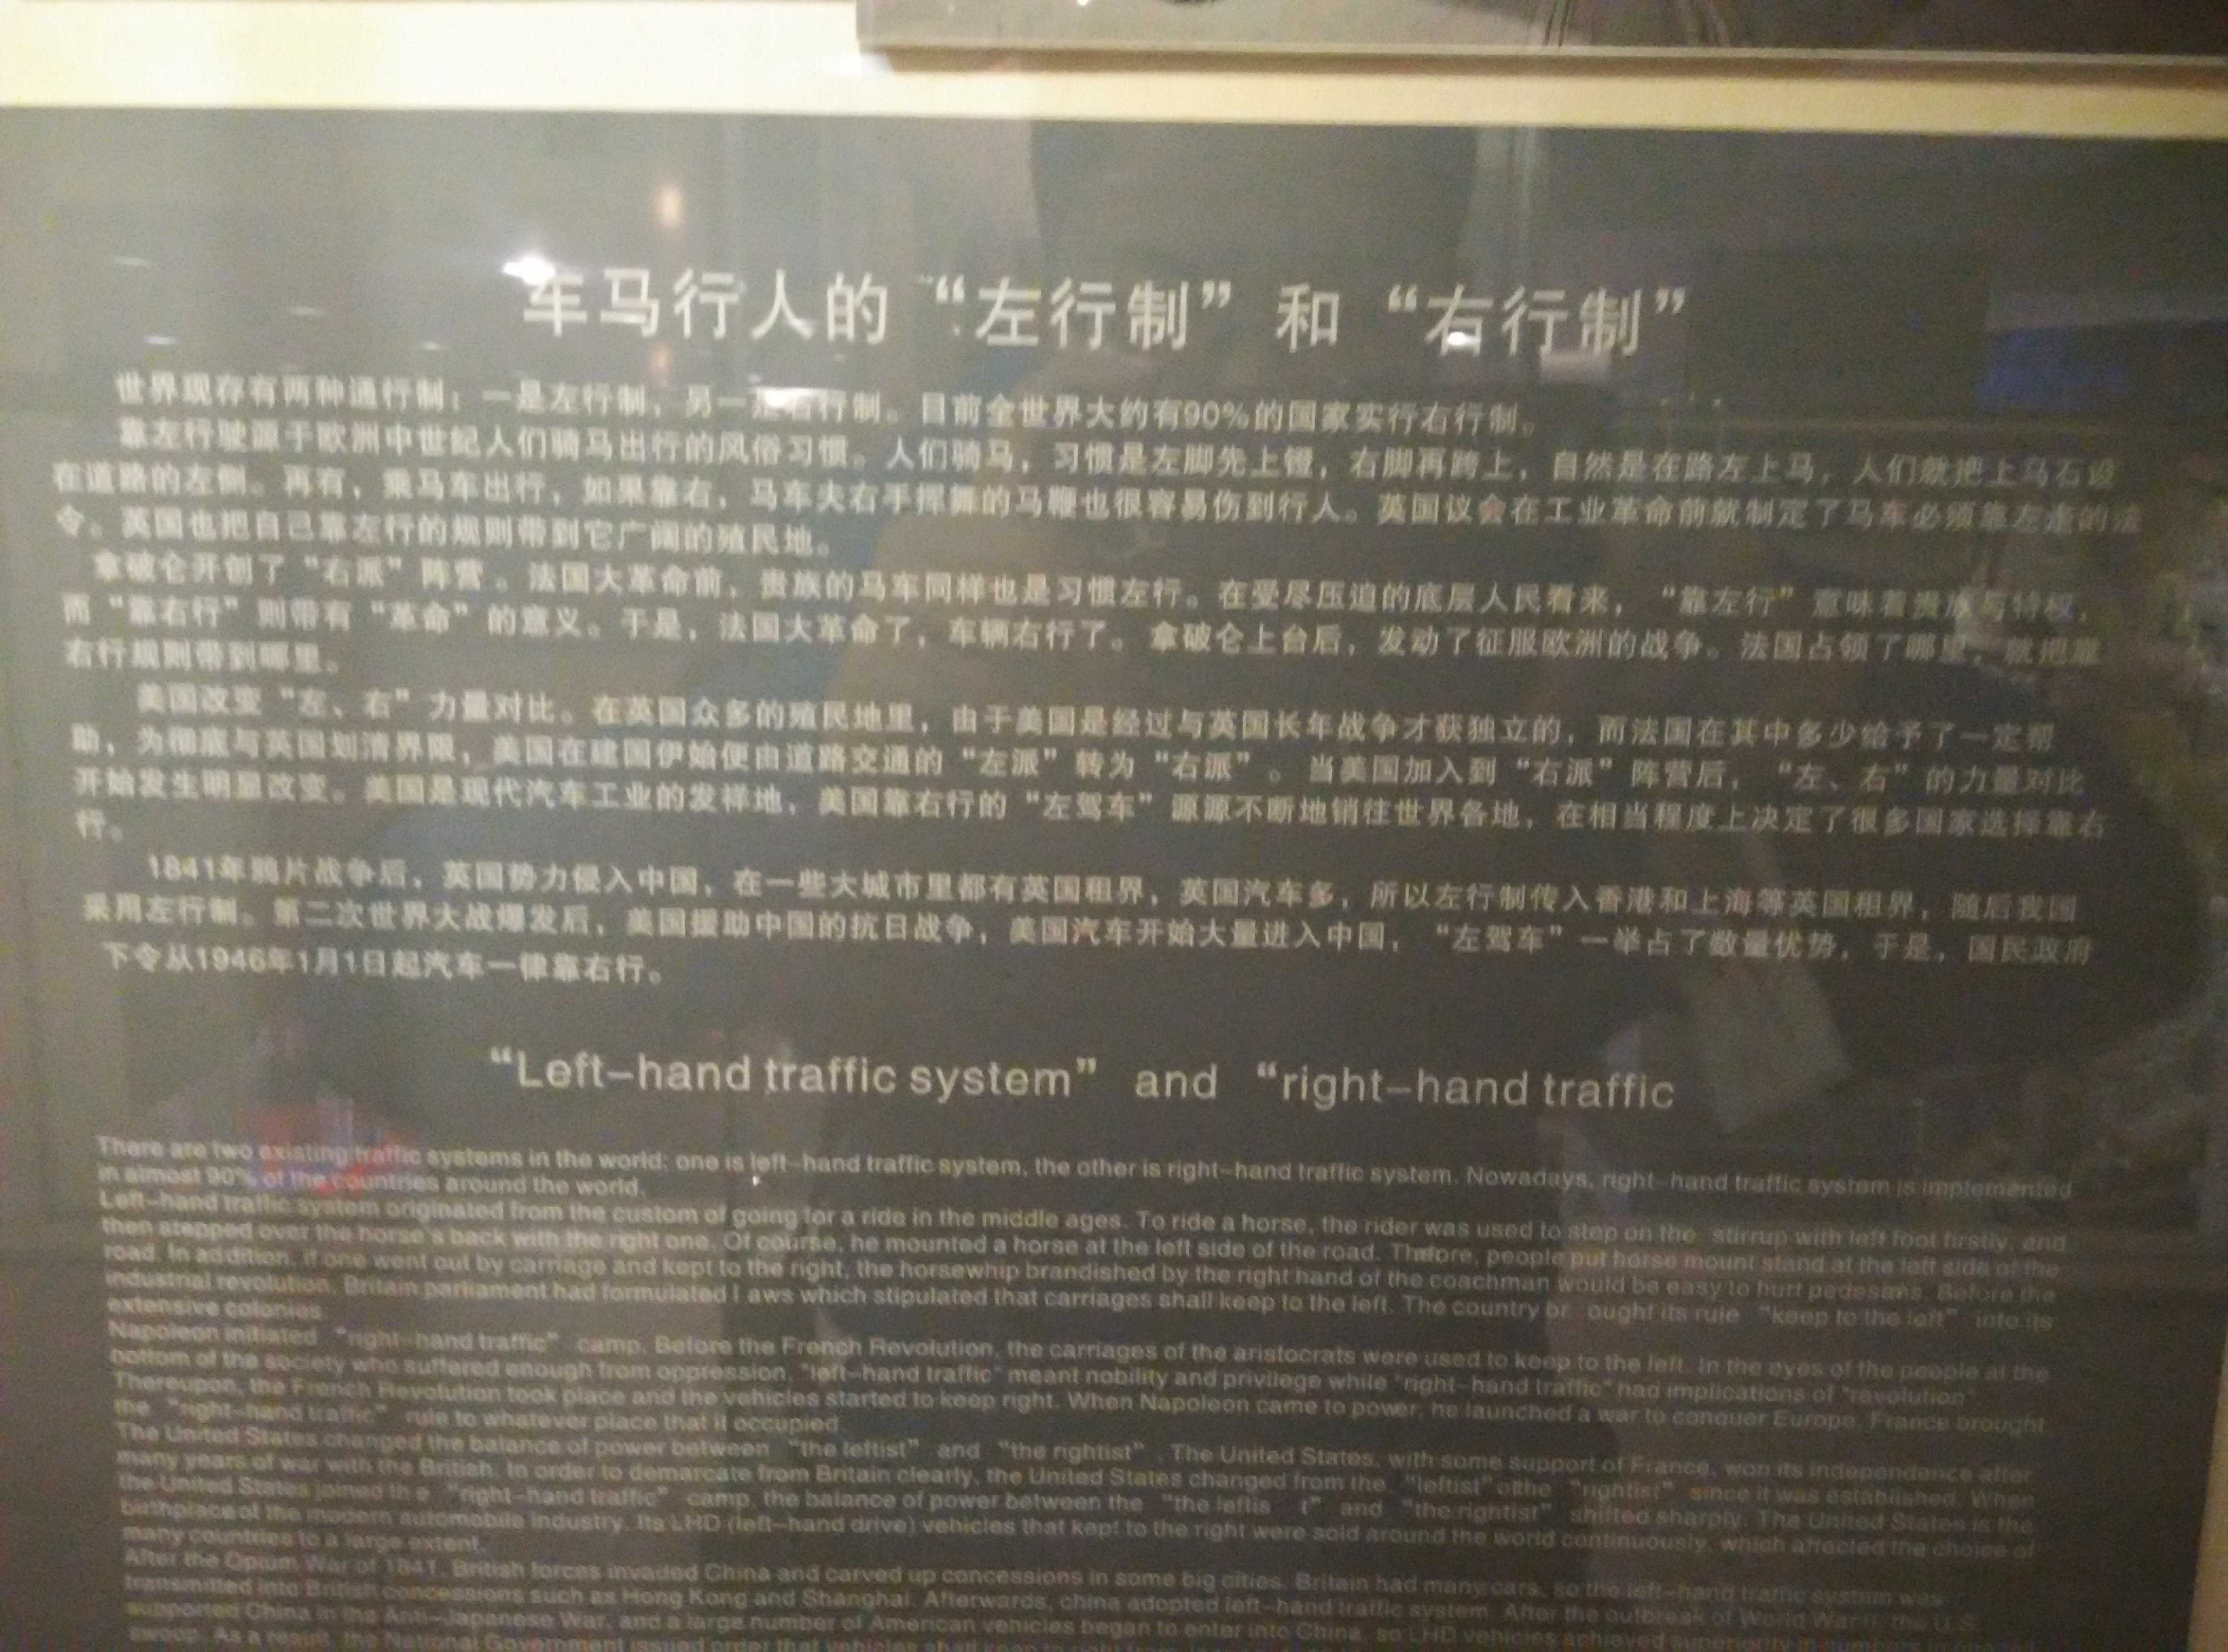 车马行人的“左行制”和“右行制”
世界现存有两种通行制：一是左行制，另一是右行制。目前全世界大约有90%的国家实行右行制。
靠左行驶源于欧洲中世纪人们骑马出行的风俗习惯。人们骑马，习惯是左脚先上镫，右脚再跨上，自然是在路左上马，人们就把上马石设
在道路的左侧。再有，乘马车出行，如果靠右，马车夫右手挥舞的马鞭也很容易伤到行人。英国议会在工业革命前就制定了马车必须靠左走的法
令。英国也把自己靠左行的规则带到它广阔的殖民地。
拿破仑开创了“右派”阵营。法国大革命前，贵族的马车同样也是习惯左行。在受尽压迫的底层人民看来，“靠左行”意味着贵族与特权，
而“靠右行”则带有“革命”的意义。于是，法国大革命了，车辆右行了。拿破仑上台后，发动了征服欧洲的战争。法国占领了哪里，就把靠
右行规则带到哪里。
美国改变“左、右”力量对比。在英国众多的殖民地里，由于美国是经过与英国长年战争才获独立的，而法国在其中多少给予了一定帮
助，为彻底与英国划清界限，美国在建国伊始便由道路交通的“左派”转为“右派”。当美国加入到“右派”阵营后，“左、右”的力量对比
开始发生明显改变。美国是现代汽车工业的发祥地，美国靠右行的“左驾车”源源不断地销往世界各地，在相当程度上决定了很多国家选择靠右
行。
1841年鸦片战争后，英国势力侵入中国，在一些大城市里都有英国租界，英国汽车多，所以左行制传入香港和上海等英国租界，随后我国
采用左行制。第二次世界大战爆发后，美国援助中国的抗日战争，美国汽车开始大量进入中国，“左驾车”一举占了数量优势，于是，国民政府
下令从1946年1月1日起汽车一律靠右行。
“Left-hand traffic system” and “right-hand traffic
There are two existing traffic systems in the world: one is left-hand traffic system, the other is right-hand traffic system. Nowadays, right-hand traffic system is implemented
in almost 90% of the countries around the world.
Left-hand traffic system originated from the custom of going for a ride in the middle ages. To ride a horse, the rider was used to step on the stirrup with left foot firstly, and
then stepped over the horse's back with the right one. Of course, he mounted a horse at the left side of the road. Thefore, people put horse mount stand at the left side of the
road. In addition, if one went out by carriage and kept to the right, the horsewhip brandished by the right hand of the coachman would be easy to hurt Before the
industrial revolution, Britain parliament had formulated l aws which stipulated that carriages shall keep to the left. The country br ought its rule “keep to the left” into its
extensive colonies.
Napoleon initiated “right-hand traffic” camp. Before the French Revolution, the carriages of the aristocrats were used to keep to the left. In the eyes of the people at the
bottom of the society who suffered enough from oppression, "left-hand traffic" meant nobility and privilege while "right-hand traffic" had implications of "revolution"
Thereupon, the French Revolution took place and the vehicles started to keep right. When Napoleon came to power, he launched a war to conquer Europe. France brought
the “right-hand traffic” rule to whatever place that it occupied.
The United States changed the balance of power between “the leftist” and “the rightist” . The United States, with some support of France, won its independence after
many years of war with the British. In order to demarcate from Britain clearly, the United States changed from the “leftist” “rightist” since it was established. When
the United States joined th e “right-hand traffic” camp, the balance of power between the “the leftis t” and “the rightist” shifted sharply. The United States is the
birthplace of the modern automobile industry. Its LHD (left-hand drive) vehicles that kept to the right were sold around the world continuously, which affected the choice of
many countries to a large extent.
After the Opium War of 1841, British forces invaded China and carved up concessions in some big cities. Britain had many cars, so the left-hand traffic system was
transmitted into British concessions such as Hong Kong and Shanghai. Afterwards, china adopted left-hand traffic system. After the outbreak of World War II, the U.S.
supported China in the Anti-Japanese War, and a large number of American vehicles began to enter into China, so LHD vehicles achieved superiority in
swoop. As a result, the National Government issued order that vehicles shall keep